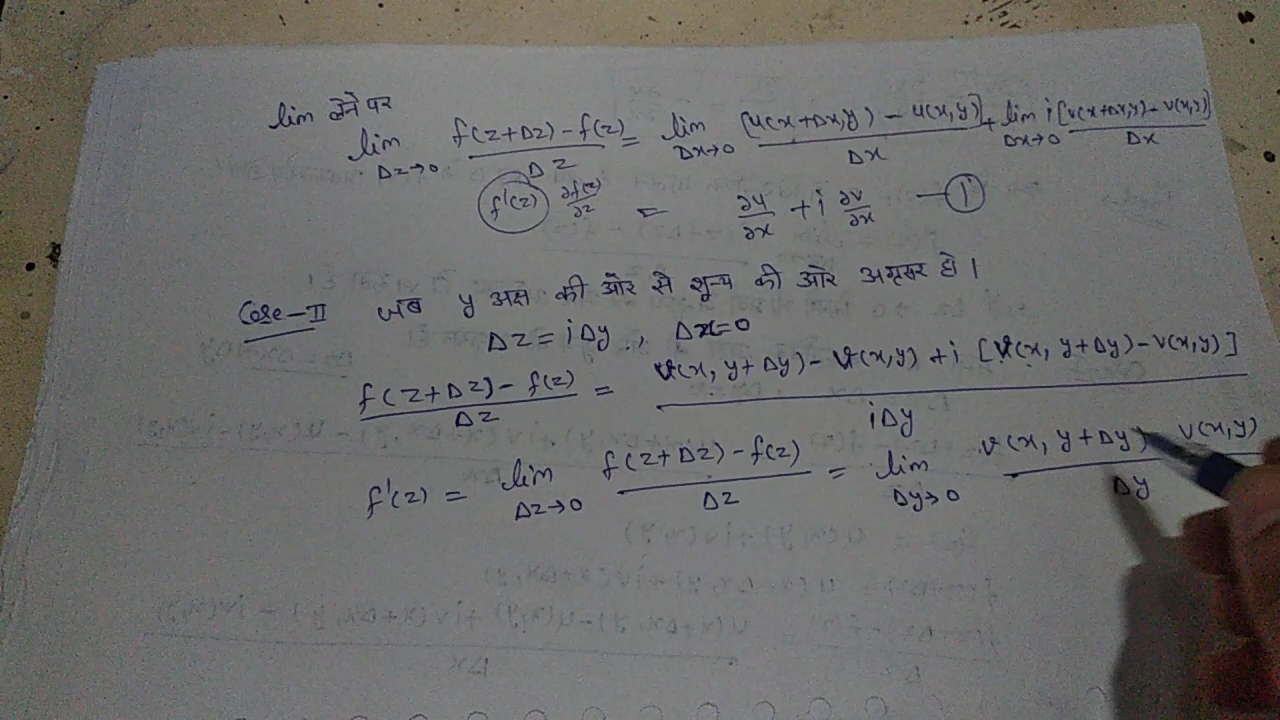 lim लेने पर
lim Δz→0 f(z+Δz)-f(z)/Δz = lim Δx→0 [u(x+Δx,y) - u(x,y)]/Δx + lim Δx→0 i[v(x+Δx,y)-v(x,y)]/Δx
f'(z) ∂f(z)/∂z = ∂u/∂x + i ∂v/∂x —①
Case-II जब y अक्ष की ओर से शून्य की ओर अग्रसर हो।
Δz = iΔy, Δx=0
f(z+Δz)-f(z)/Δz = v(x, y+Δy) - v(x,y) + i [v(x, y+Δy)-v(x,y)]/iΔy
f'(z) = lim Δz→0 f(z+Δz)-f(z)/Δz = lim Δy→0 v(x, y+Δy) v(x,y)/Δy